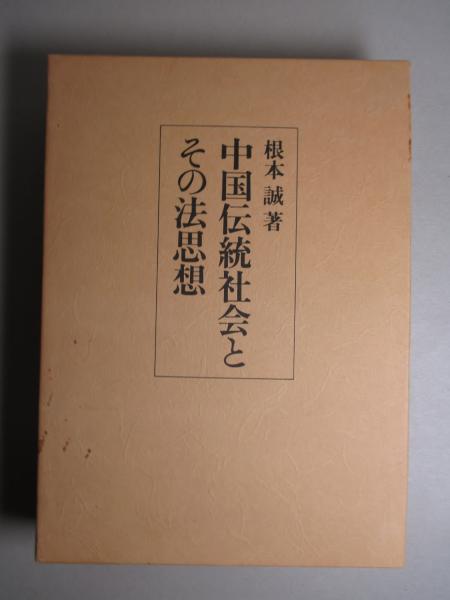 根本 誠 著
中国伝統社会と
その法思想